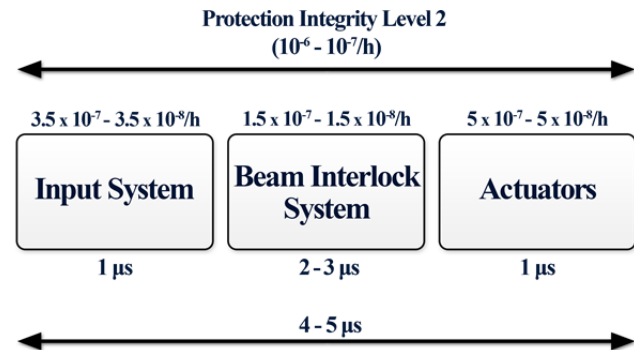 Protection Integrity Level 2
(10⁻⁶ - 10⁻⁷/h)
3.5 x 10⁻⁷ - 3.5 x 10⁻⁸/h
1.5 x 10⁻⁷ - 1.5 x 10⁻⁸/h
5 x 10⁻⁷ - 5 x 10⁻⁸/h
Input System
Beam Interlock
System
Actuators
1 µs
2 - 3 µs
1 µs
4 - 5 µs